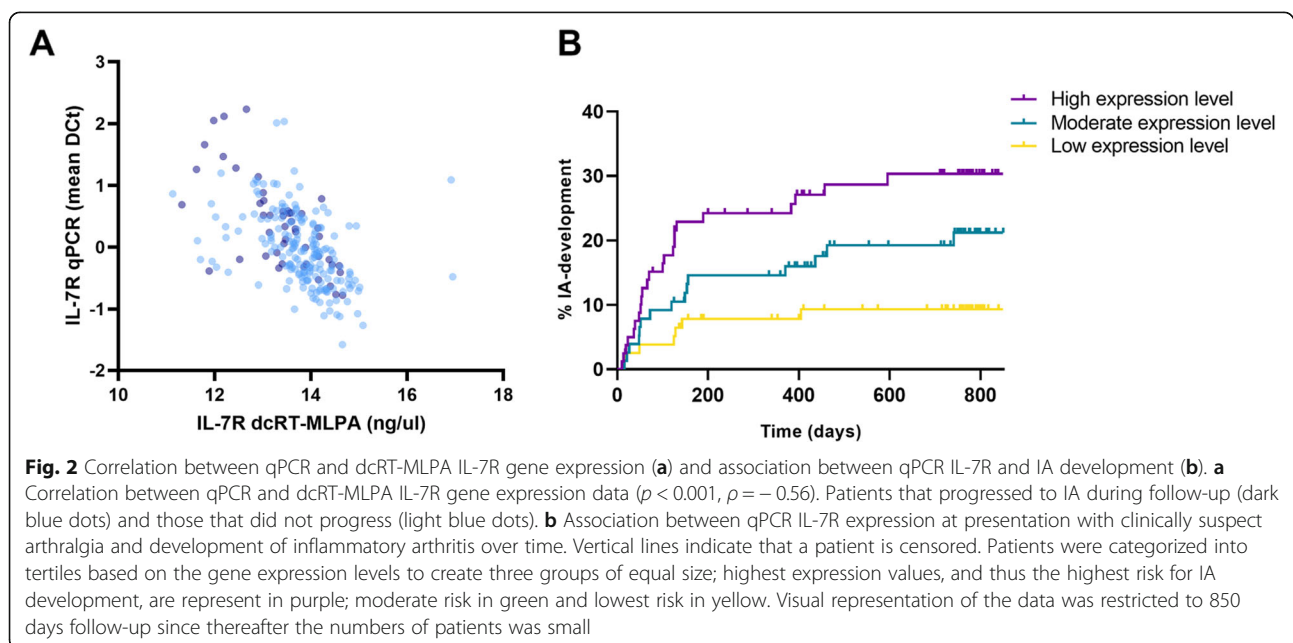 A
IL-7R qPCR (mean DCt)
3
2
1
0
-1
-2
10
12
14
16
18
IL-7R dcRT-MLPA (ng/ul)
B
% IA-development
40
30
20
10
0
0
200
400
600
800
Time (days)
High expression level
Moderate expression level
Low expression level
Fig. 2 Correlation between qPCR and dcRT-MLPA IL-7R gene expression (a) and association between qPCR IL-7R and IA development (b). a
Correlation between qPCR and dcRT-MLPA IL-7R gene expression data (p < 0.001, ρ = − 0.56). Patients that progressed to IA during follow-up (dark
blue dots) and those that did not progress (light blue dots). b Association between qPCR IL-7R expression at presentation with clinically suspect
arthralgia and development of inflammatory arthritis over time. Vertical lines indicate that a patient is censored. Patients were categorized into
tertiles based on the gene expression levels to create three groups of equal size; highest expression values, and thus the highest risk for IA
development, are represent in purple; moderate risk in green and lowest risk in yellow. Visual representation of the data was restricted to 850
days follow-up since thereafter the numbers of patients was small